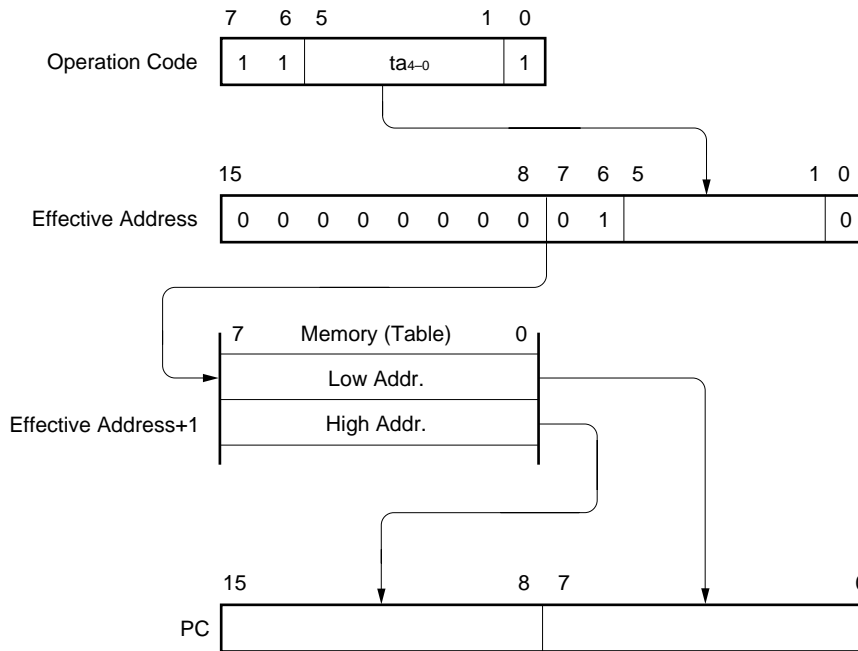 7 6 5 1 0
Operation Code 1 1 ta4–0 1
15 8 7 6 5 1 0
Effective Address 0 0 0 0 0 0 0 0 0 1 0
7 Memory (Table) 0
Low Addr.
Effective Address+1 High Addr.
15 8 7
PC